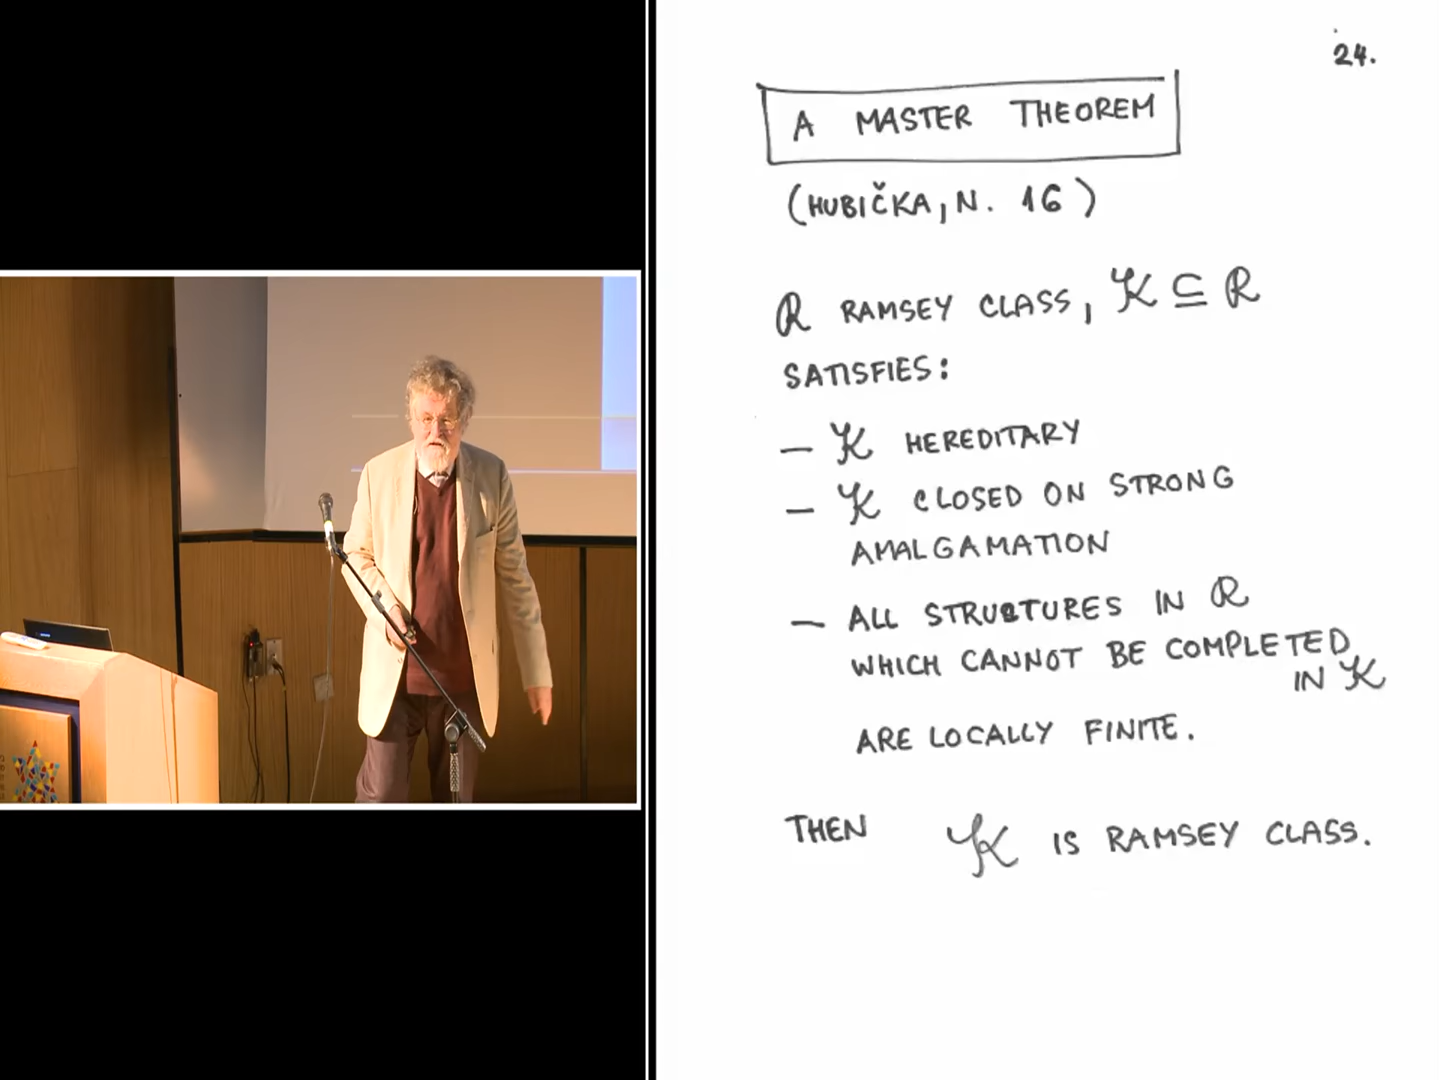 24.
A MASTER THEOREM
(HUBIČKA, N. 16)
R RAMSEY CLASS, K ⊆ R
SATISFIES:
— K HEREDITARY
— K CLOSED ON STRONG
AMALGAMATION
— ALL STRUCTURES IN R
WHICH CANNOT BE COMPLETED
IN K
ARE LOCALLY FINITE.
THEN K IS RAMSEY CLASS.